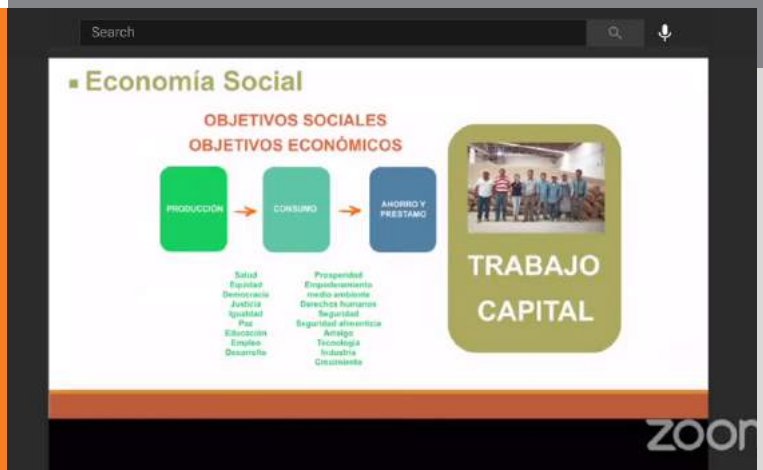 Search
Economía Social
OBJETIVOS SOCIALES
OBJETIVOS ECONÓMICOS
PRODUCCIÓN
CONSUMO
AHORRO Y
PRESTAMO
Salud
Equidad
Democracia
Justicia
Igualdad
Paz
Educación
Empleo
Desarrollo
Prosperidad
Empoderamiento
medio ambiente
Derechos humanos
Seguridad
Seguridad alimenticia
Arraigo
Tecnología
Industria
Crecimiento
TRABAJO
CAPITAL
zoom